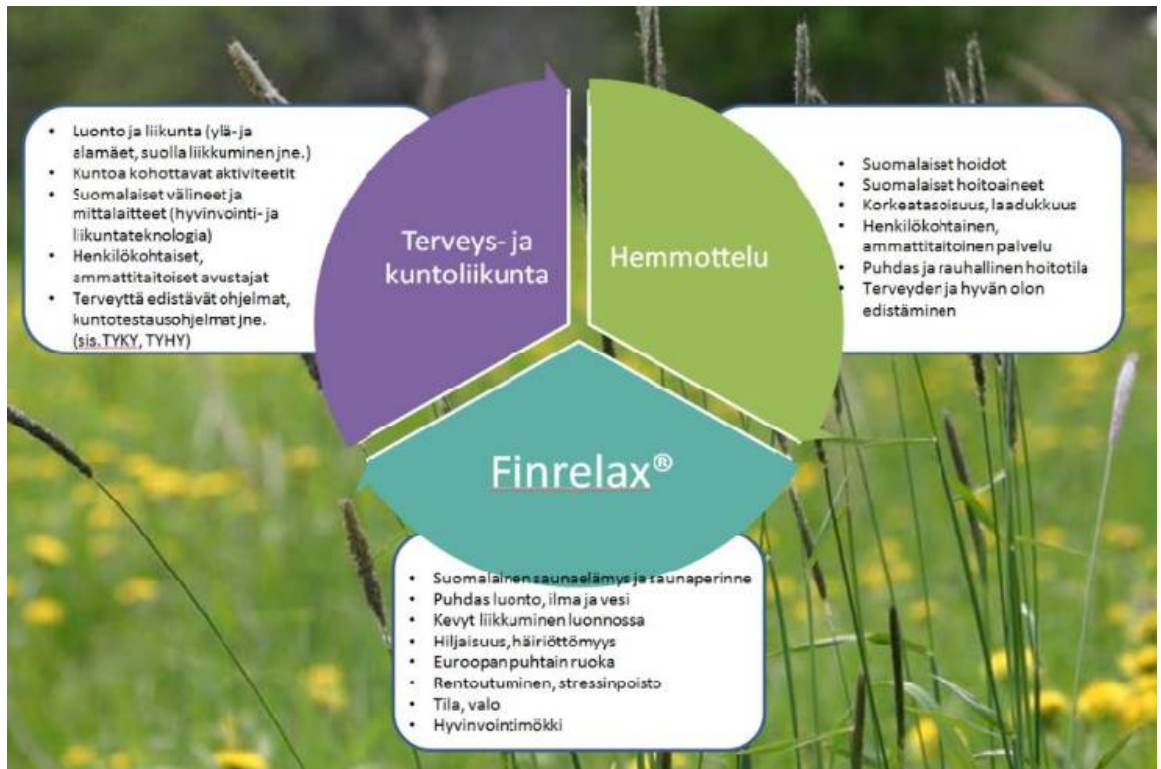 • Luonto ja liikunta (ylä- ja
alamäet, suolla liikkuminen jne.)
• Kuntoa kohottavat aktiviteetit
• Suomalaiset välineet ja
mittalaitteet (hyvinvointi- ja
liikuntateknologia)
• Henkilökohtaiset,
ammattitaitoiset avustajat
• Terveyttä edistävät ohjelmat,
kuntotestausohjelmat jne.
(sis. TYKY, TYHY)
Terveys- ja
kuntoliikunta
Hemmottelu
• Suomalaiset hoidot
• Suomalaiset hoitoaineet
• Korkeatasoisuus, laadukkuus
• Henkilökohtainen,
ammattitaitoinen palvelu
• Puhdas ja rauhallinen hoitotila
• Terveyden ja hyvän olon
edistäminen
Finrelax®
• Suomalainen saunaelämys ja saunaperinne
• Puhdas luonto, ilma ja vesi
• Kevyt liikkuminen luonnossa
• Hiljaisuus, häiriöttömyys
• Euroopan puhtain ruoka
• Rentoutuminen, stressinpoisto
• Tila, valo
• Hyvinvointimökki